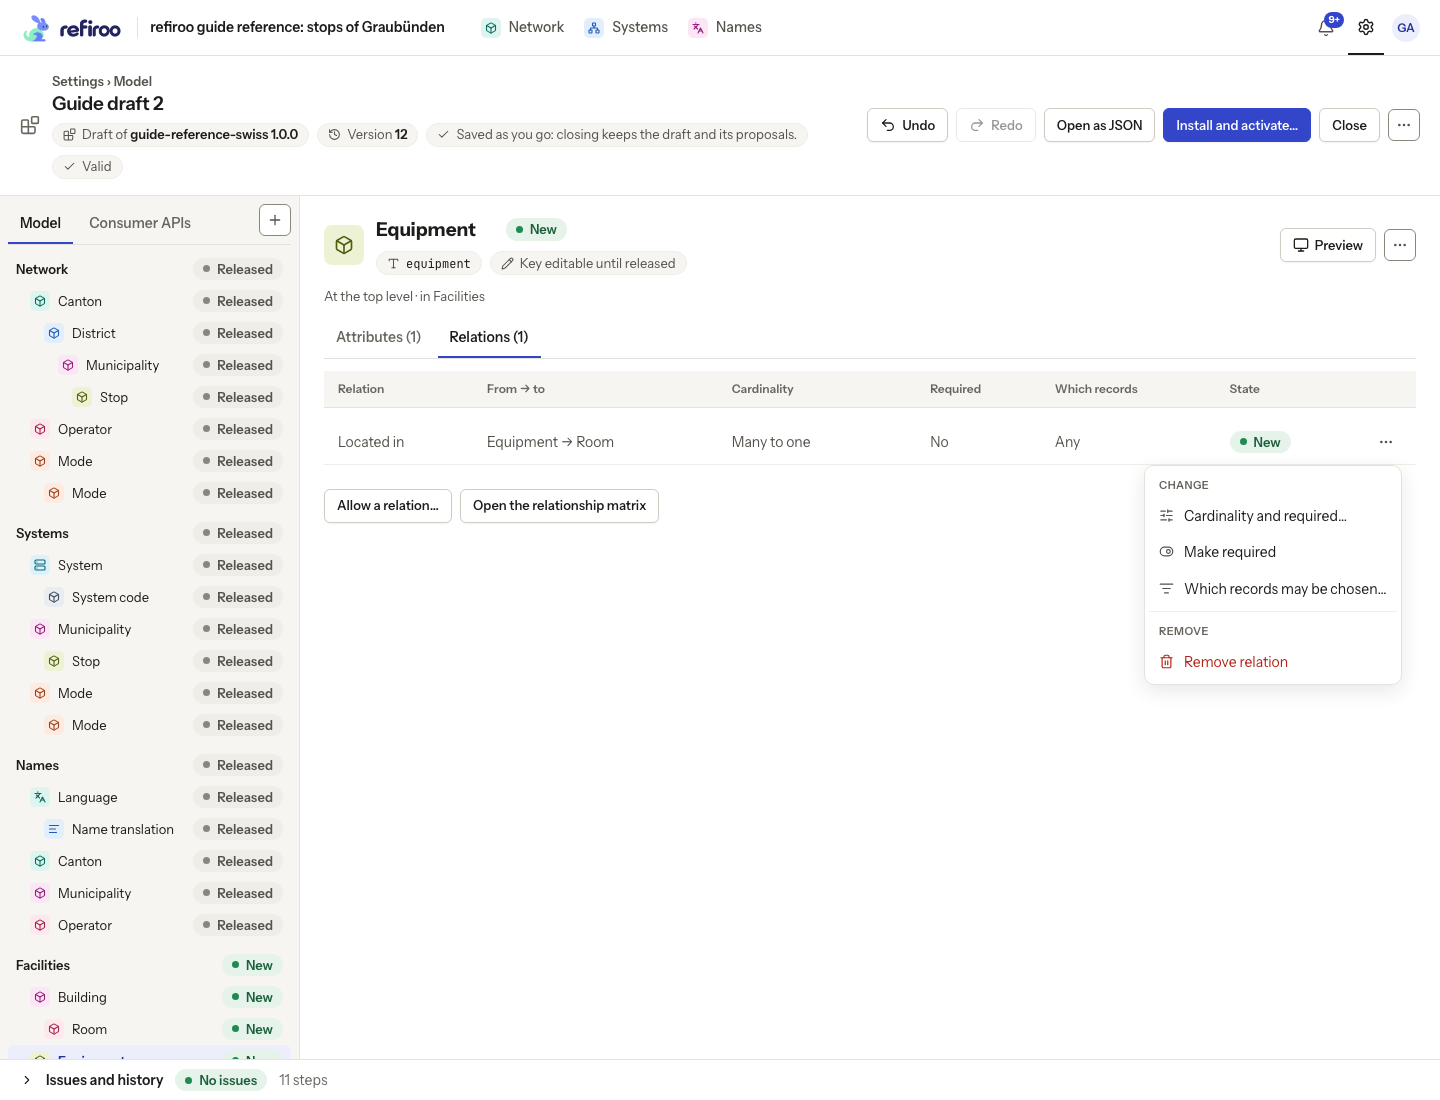 refiroo
refiroo guide reference: stops of Graubünden
Network
Systems
Names
9+
GA
Settings › Model
Guide draft 2
Draft of guide-reference-swiss 1.0.0
Version 12
Saved as you go: closing keeps the draft and its proposals.
Valid
Undo
Redo
Open as JSON
Install and activate...
Close
Model
Consumer APIs
Network Released
Canton Released
District Released
Municipality Released
Stop Released
Operator Released
Mode Released
Mode Released
Systems Released
System Released
System code Released
Municipality Released
Stop Released
Mode Released
Mode Released
Names Released
Language Released
Name translation Released
Canton Released
Municipality Released
Operator Released
Facilities New
Building New
Room New
Equipment New
Equipment
New
equipment
Key editable until released
Preview
At the top level · in Facilities
Attributes (1)
Relations (1)
Relation From → to Cardinality Required Which records State
Located in Equipment → Room Many to one No Any New
Allow a relation...
Open the relationship matrix
CHANGE
Cardinality and required...
Make required
Which records may be chosen...
REMOVE
Remove relation
Issues and history
No issues
11 steps